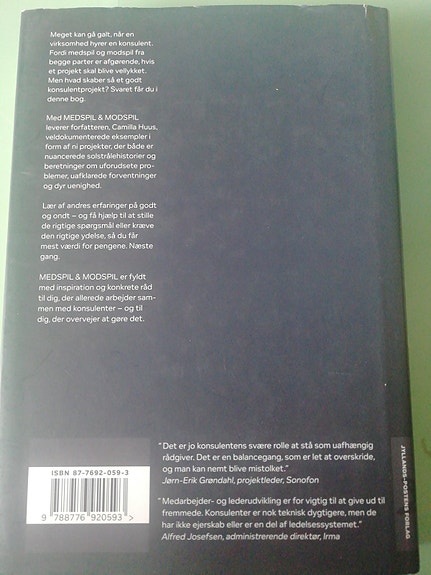 Meget kan gå galt, når en
virksomhed hyrer en konsulent.
Fordi medspil og modspil fra
begge parter er afgørende, hvis
et projekt skal blive vellykket.
Men hvad skaber så et godt
konsulentprojekt? Svaret får du i
denne bog.
Med MEDSPIL & MODSPIL
leverer forfatteren, Camilla Huus,
veldokumenterede eksempler i
form af ni projekter, der både er
nuancerede solstrålehistorier og
beretninger om uforudsete pro-
blemer, uafklarede forventninger
og dyr uenighed.
Lær af andres erfaringer på godt
og ondt – og få hjælp til at stille
de rigtige spørgsmål eller kræve
den rigtige ydelse, så du får
mest værdi for pengene. Næste
gang.
MEDSPIL & MODSPIL er fyldt
med inspiration og konkrete råd
til dig, der allerede arbejder sam-
men med konsulenter – og til
dig, der overvejer at gøre det.
"Det er jo konsulentens svære rolle at stå som uafhængig
rådgiver. Det er en balancegang, som er let at overskride,
og man kan nemt blive mistolket."
Jørn-Erik Grøndahl, projektleder, Sonofon
"Medarbejder- og lederudvikling er for vigtig til at give ud til
fremmede. Konsulenter er nok teknisk dygtigere, men de
har ikke ejerskab eller er en del af ledelsessystemet."
Alfred Josefsen, administrerende direktør, Irma
ISBN 87-7692-059-3
9 788776 920593 >
JYLLANDS-POSTENS FORLAG